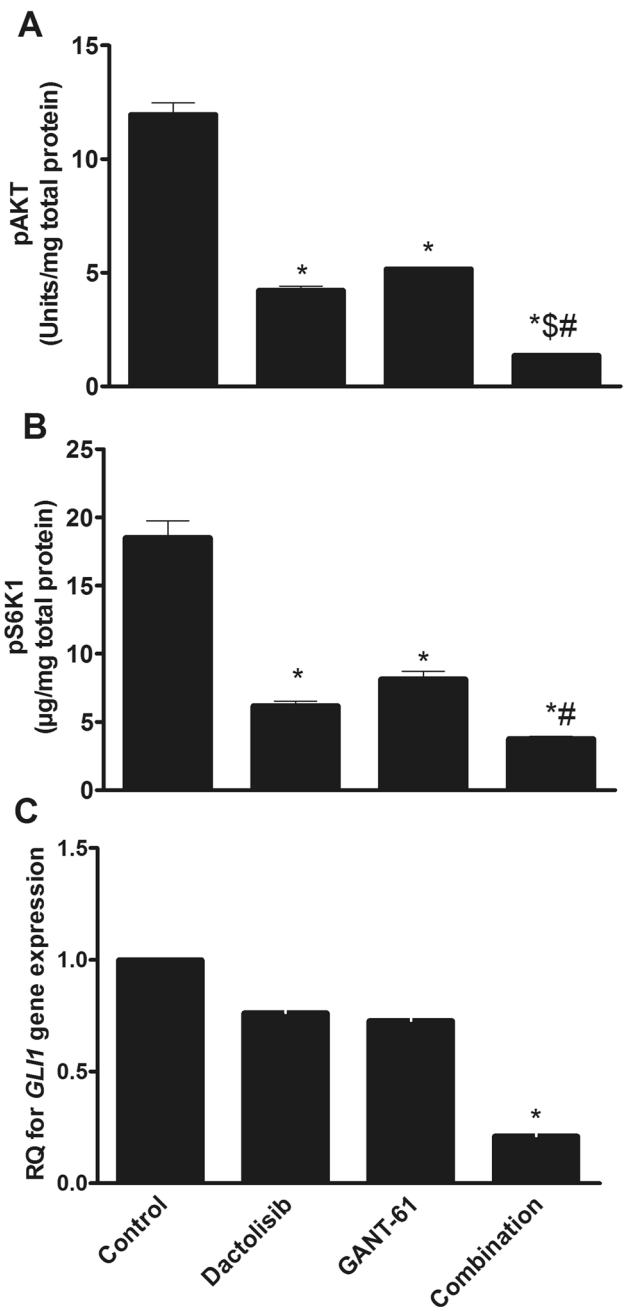 A
pAKT
(Units/mg total protein)
15
10
5
0
*
*
*$#
B
pS6K1
(µg/mg total protein)
25
20
15
10
5
0
*
*
*#
C
RQ for GLI1 gene expression
1.5
1.0
0.5
0.0
*
Control
Dactolisib
GANT-61
Combination